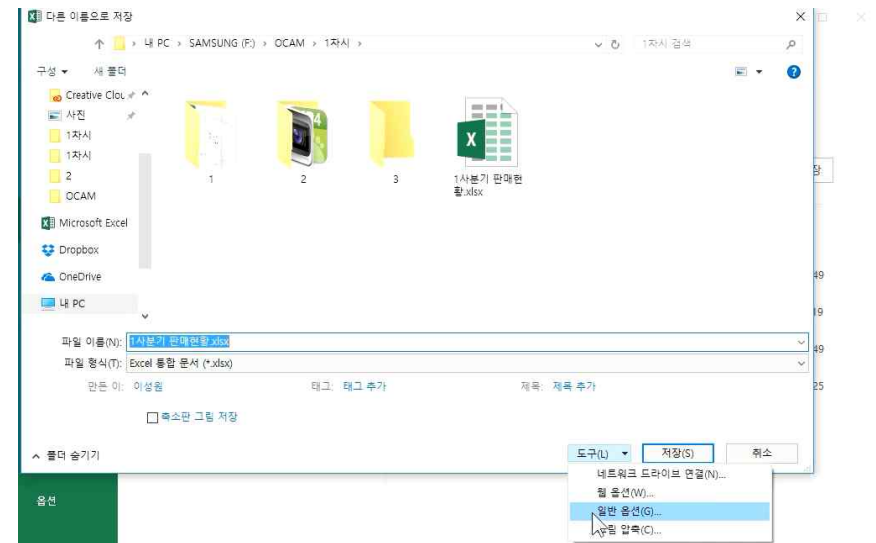 다른 이름으로 저장
내 PC > SAMSUNG (F:) > OCAM > 1차시 >
1차시 검색
구성 새 폴더
Creative Clou
사진
1차시
1차시
2
OCAM
Microsoft Excel
Dropbox
OneDrive
내 PC
1
2
3
1사분기 판매현
황.xlsx
파일 이름(N): 1사분기 판매현황.xlsx
파일 형식(T): Excel 통합 문서 (*.xlsx)
만든 이: 이성원 태그: 태그 추가 제목: 제목 추가
축소판 그림 저장
폴더 숨기기
도구(L) 저장(S) 취소
네트워크 드라이브 연결(N)...
웹 옵션(W)...
일반 옵션(G)...
압축(C)...
옵션
장
49
19
49
25